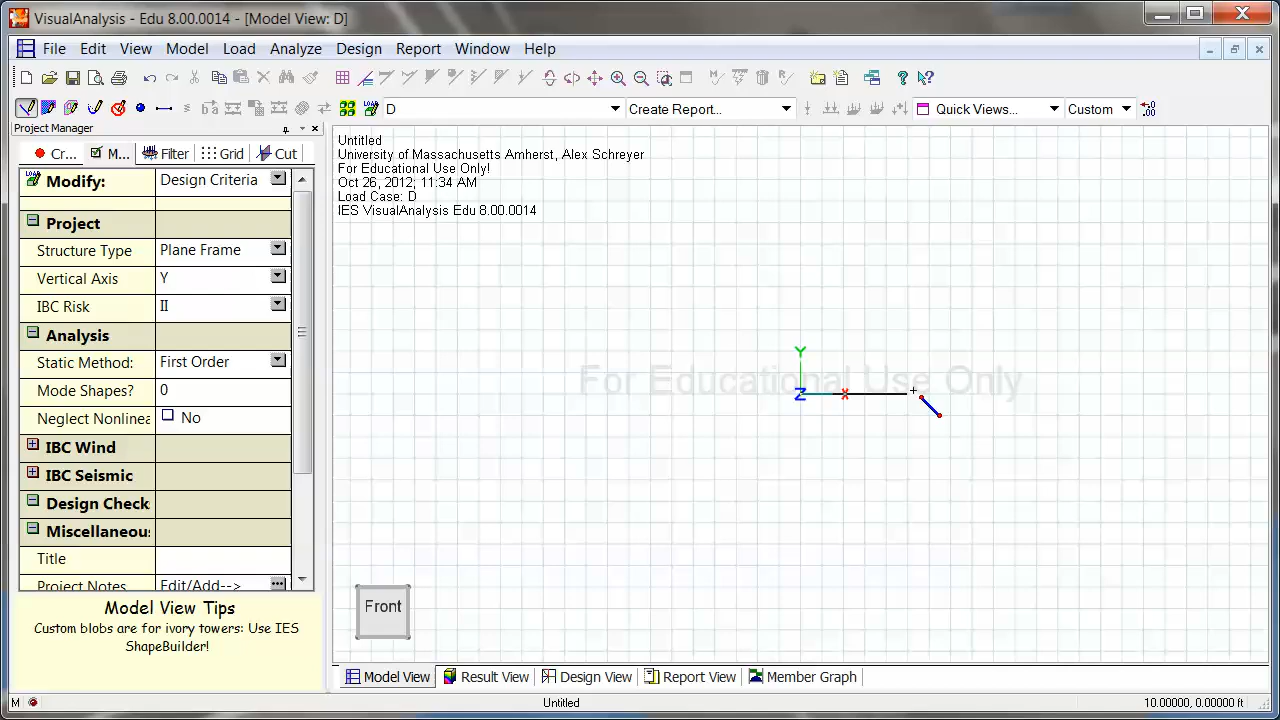 VisualAnalysis - Edu 8.00.0014 - [Model View: D]
File Edit View Model Load Analyze Design Report Window Help
D Create Report... Quick Views... Custom
Project Manager
Cr... M... Filter Grid Cut
Modify: Design Criteria
Project
Structure Type Plane Frame
Vertical Axis Y
IBC Risk II
Analysis
Static Method: First Order
Mode Shapes? 0
Neglect Nonlinea No
IBC Wind
IBC Seismic
Design Check
Miscellaneou
Title
Project Notes Edit/Add-->
Model View Tips
Custom blobs are for ivory towers: Use IES
ShapeBuilder!
Untitled
University of Massachusetts Amherst, Alex Schreyer
For Educational Use Only!
Oct 26, 2012; 11:34 AM
Load Case: D
IES VisualAnalysis Edu 8.00.0014
Y
For Educational Use Only
Z X
Front
Model View Result View Design View Report View Member Graph
M Untitled 10.00000, 0.00000 ft